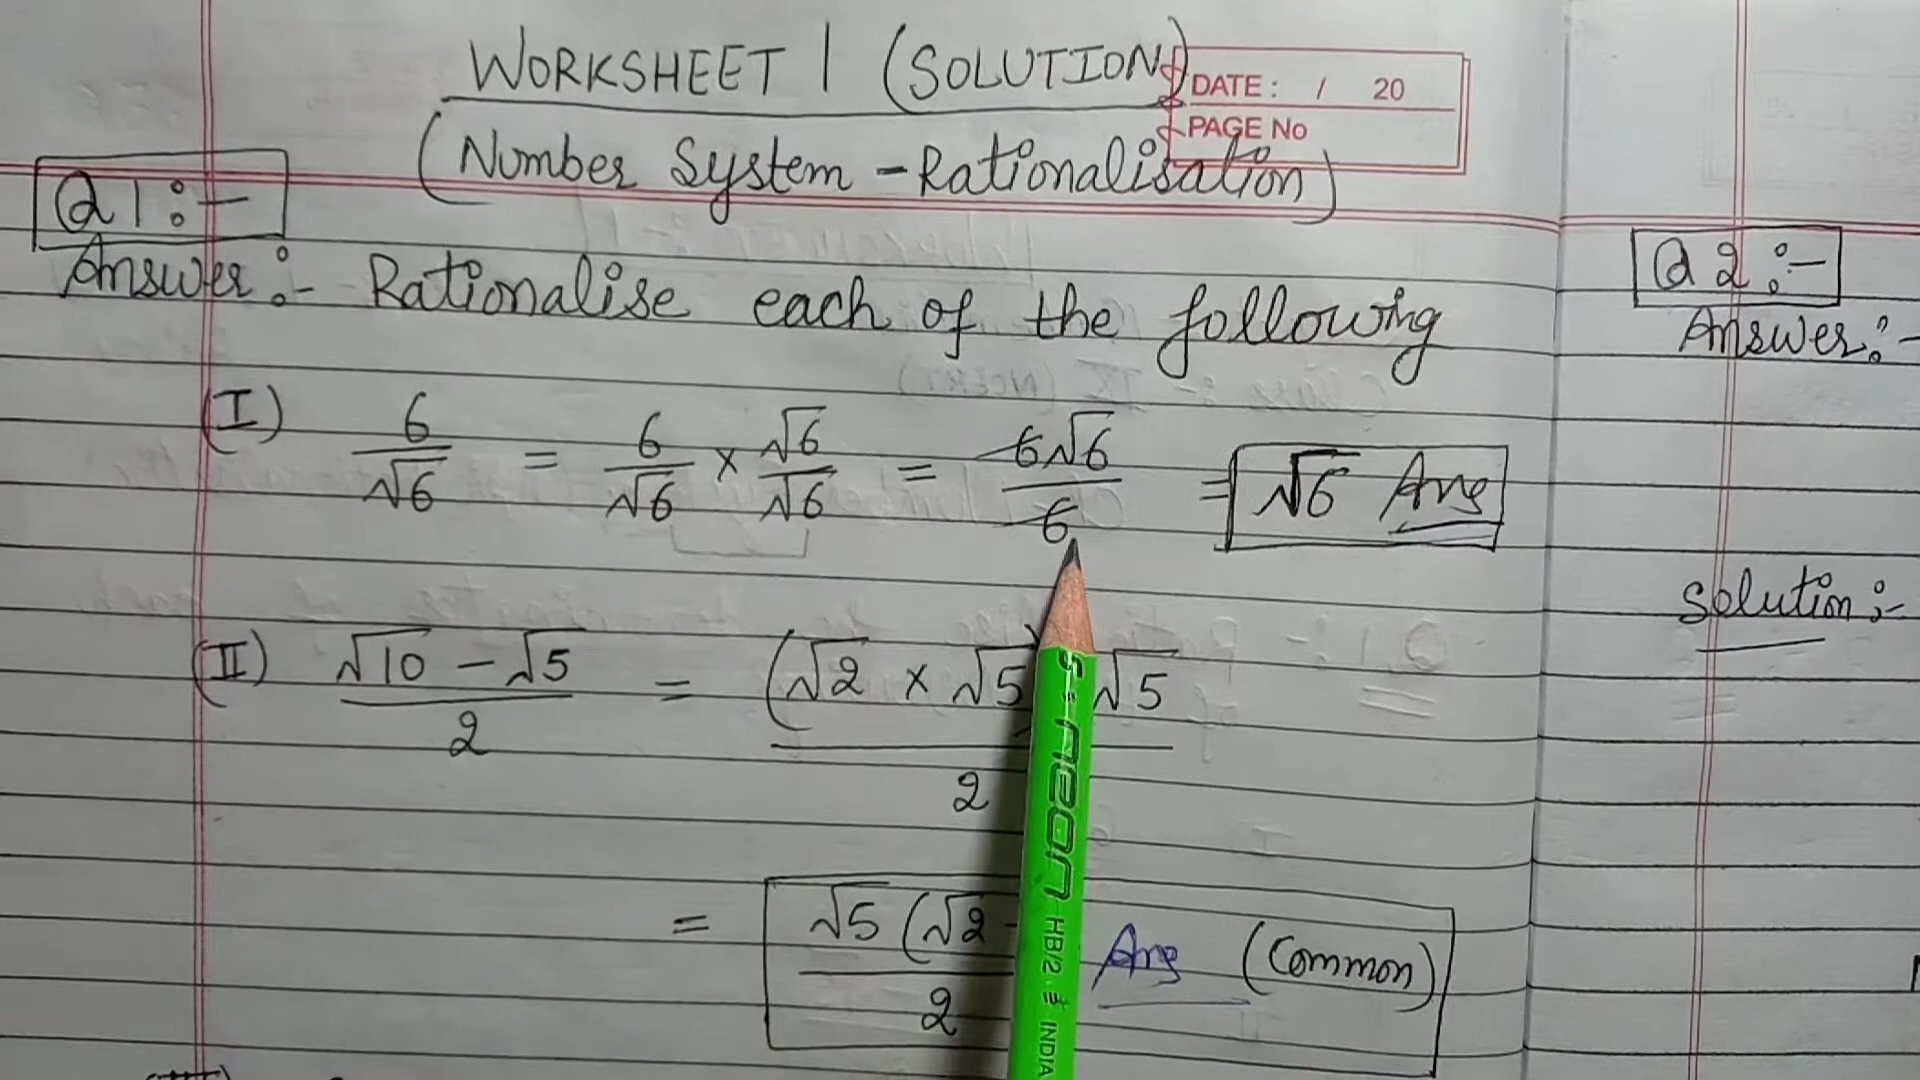 WORKSHEET 1 (SOLUTION)
DATE : / 20
PAGE No
(Number System - Rationalisation)
Q1:-
Answer:- Rationalise each of the following
(I) 6/√6 = 6/√6 × √6/√6 = 6√6/6 = √6 Ans
(II) √10 - √5/2 = (√2 × √5 √5/2
= √5(√2 - /2 Ans (Common)
Q2:-
Answer:-
Solution:-
neon HB/2 INDIA